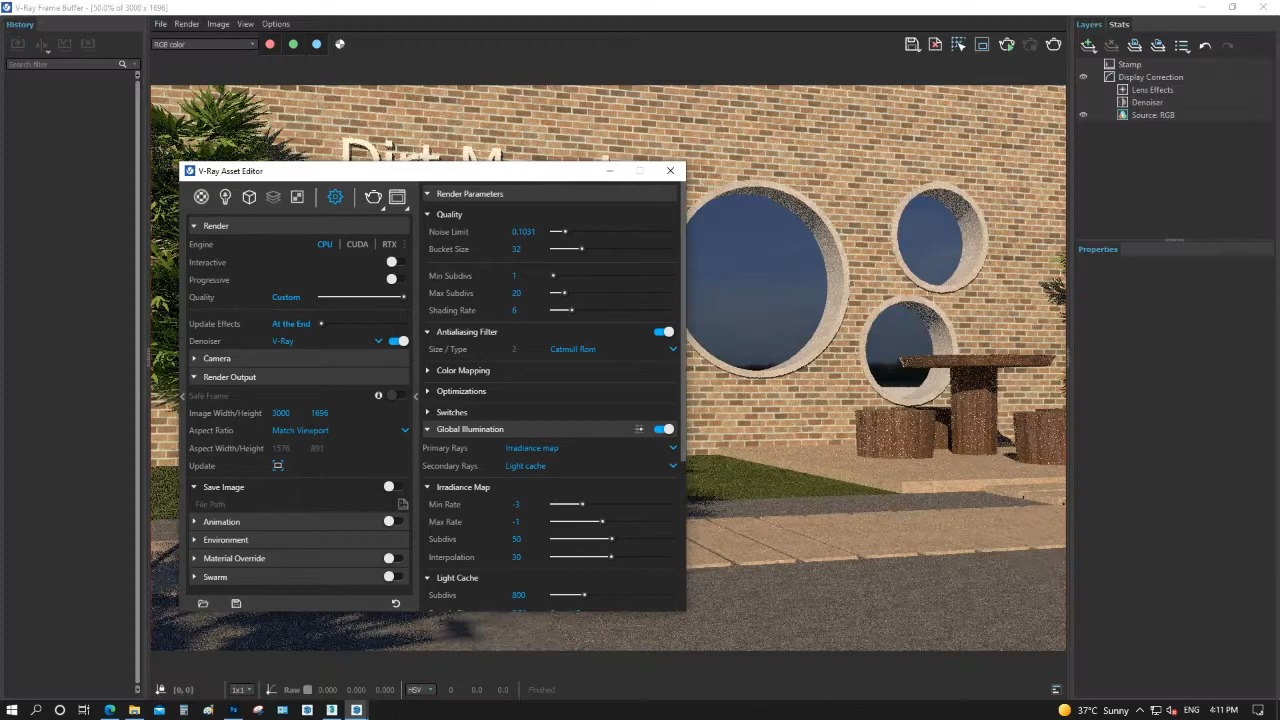 V-Ray Frame Buffer - [50.0% of 3000 x 1696]
History
File Render Image View Options
Layers Stats
RGB color
Search filter
Stamp
Display Correction
Lens Effects
Denoiser
Source: RGB
Properties
Dirt M
V-Ray Asset Editor
Render
Engine CPU | CUDA | RTX
Interactive
Progressive
Quality Custom
Update Effects At the End
Denoiser V-Ray
Camera
Render Output
Safe Frame
Image Width/Height 3000 1696
Aspect Ratio Match Viewport
Aspect Width/Height 1576 891
Update
Save Image
File Path
Animation
Environment
Material Override
Swarm
Render Parameters
Quality
Noise Limit 0.1031
Bucket Size 32
Min Subdivs 1
Max Subdivs 20
Shading Rate 6
Antialiasing Filter
Size / Type 2 Catmull Rom
Color Mapping
Optimizations
Switches
Global Illumination
Primary Rays Irradiance map
Secondary Rays Light cache
Irradiance Map
Min Rate -3
Max Rate -1
Subdivs 50
Interpolation 30
Light Cache
Subdivs 800
[0, 0] 1x1 Raw 0.000 0.000 0.000 HSV 0 0.0 0.0 Finished
37°C Sunny ENG 4:11 PM